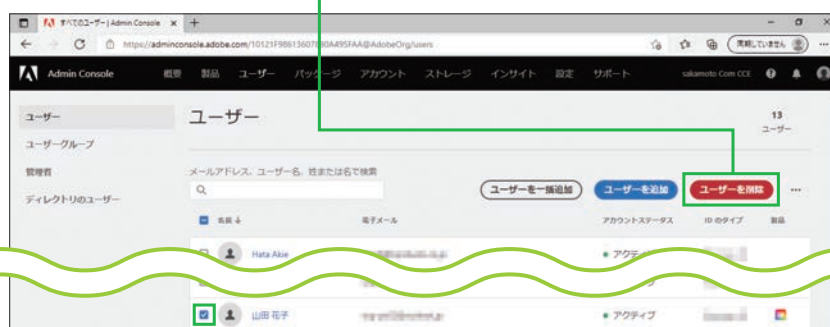 すべてのユーザー | Admin Console
https://adminconsole.adobe.com/10121F98613607080A495FAA@AdobeOrg/users
同期していません
Admin Console 概要 製品 ユーザー パッケージ アカウント ストレージ インサイト 設定 サポート sakamoto Com CCE
ユーザー
ユーザーグループ
管理者
ディレクトリのユーザー
ユーザー
13
ユーザー
メールアドレス、ユーザー名、姓または名で検索
ユーザーを一括追加 ユーザーを追加 ユーザーを削除
名前 ↓ 電子メール アカウントステータス ID のタイプ 製品
Hata Akie
山田 花子 アクティブ